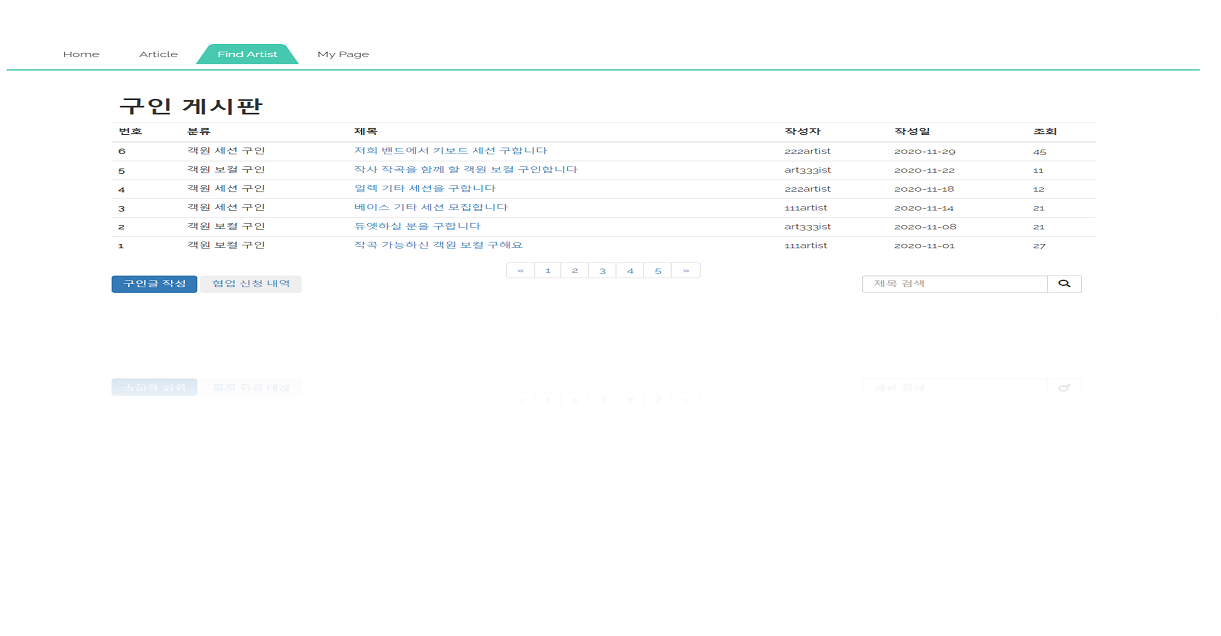 Home Article Find Artist My Page
구인 게시판
번호 분류 제목 작성자 작성일 조회
6 객원 세션 구인 저희 밴드에서 키보드 세션 구합니다 222artist 2020-11-29 45
5 객원 보컬 구인 작사 작곡을 함께 할 객원 보컬 구인합니다 art333ist 2020-11-22 11
4 객원 세션 구인 일렉 기타 세션을 구합니다 222artist 2020-11-18 12
3 객원 세션 구인 베이스 기타 세션 모집합니다 111artist 2020-11-14 21
2 객원 보컬 구인 듀엣하실 분을 구합니다 art333ist 2020-11-08 21
1 객원 보컬 구인 작곡 가능하신 객원 보컬 구해요 111artist 2020-11-01 27
« 1 2 3 4 5 »
구인글 작성 협업 신청 내역 제목 검색